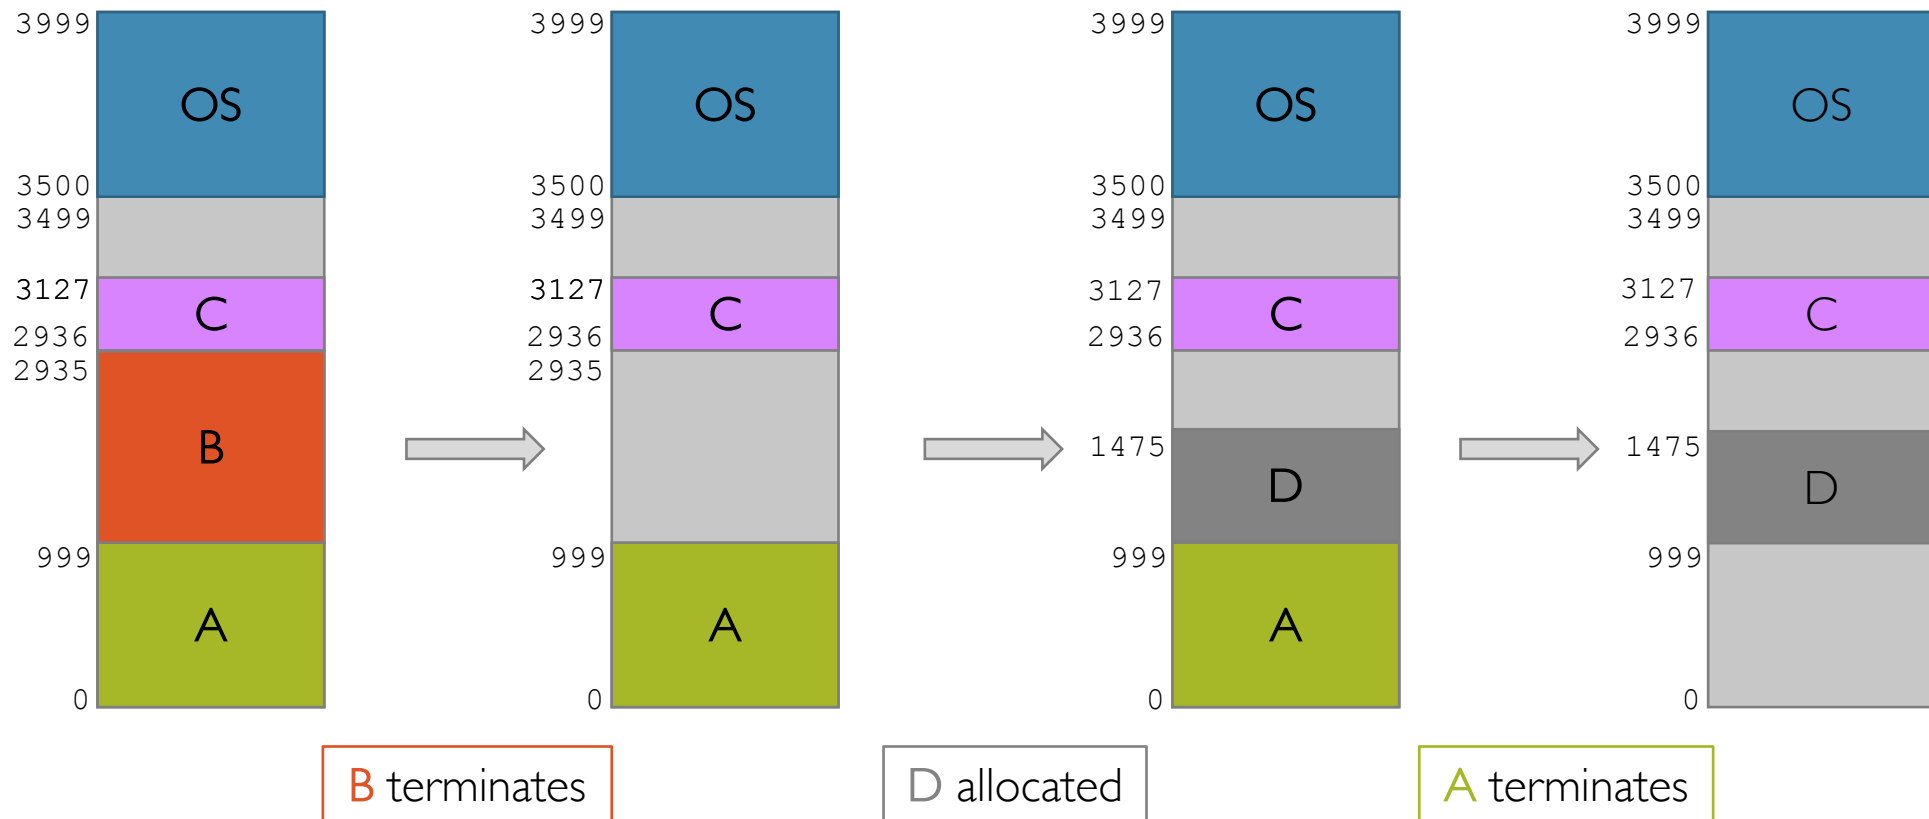 3999
OS
3500
3499
3127
C
2936
2935
B
999
A
0
3999
OS
3500
3499
3127
C
2936
2935
999
A
0
3999
OS
3500
3499
3127
C
2936
1475
D
999
A
0
3999
OS
3500
3499
3127
C
2936
1475
D
999
0
B terminates
D allocated
A terminates